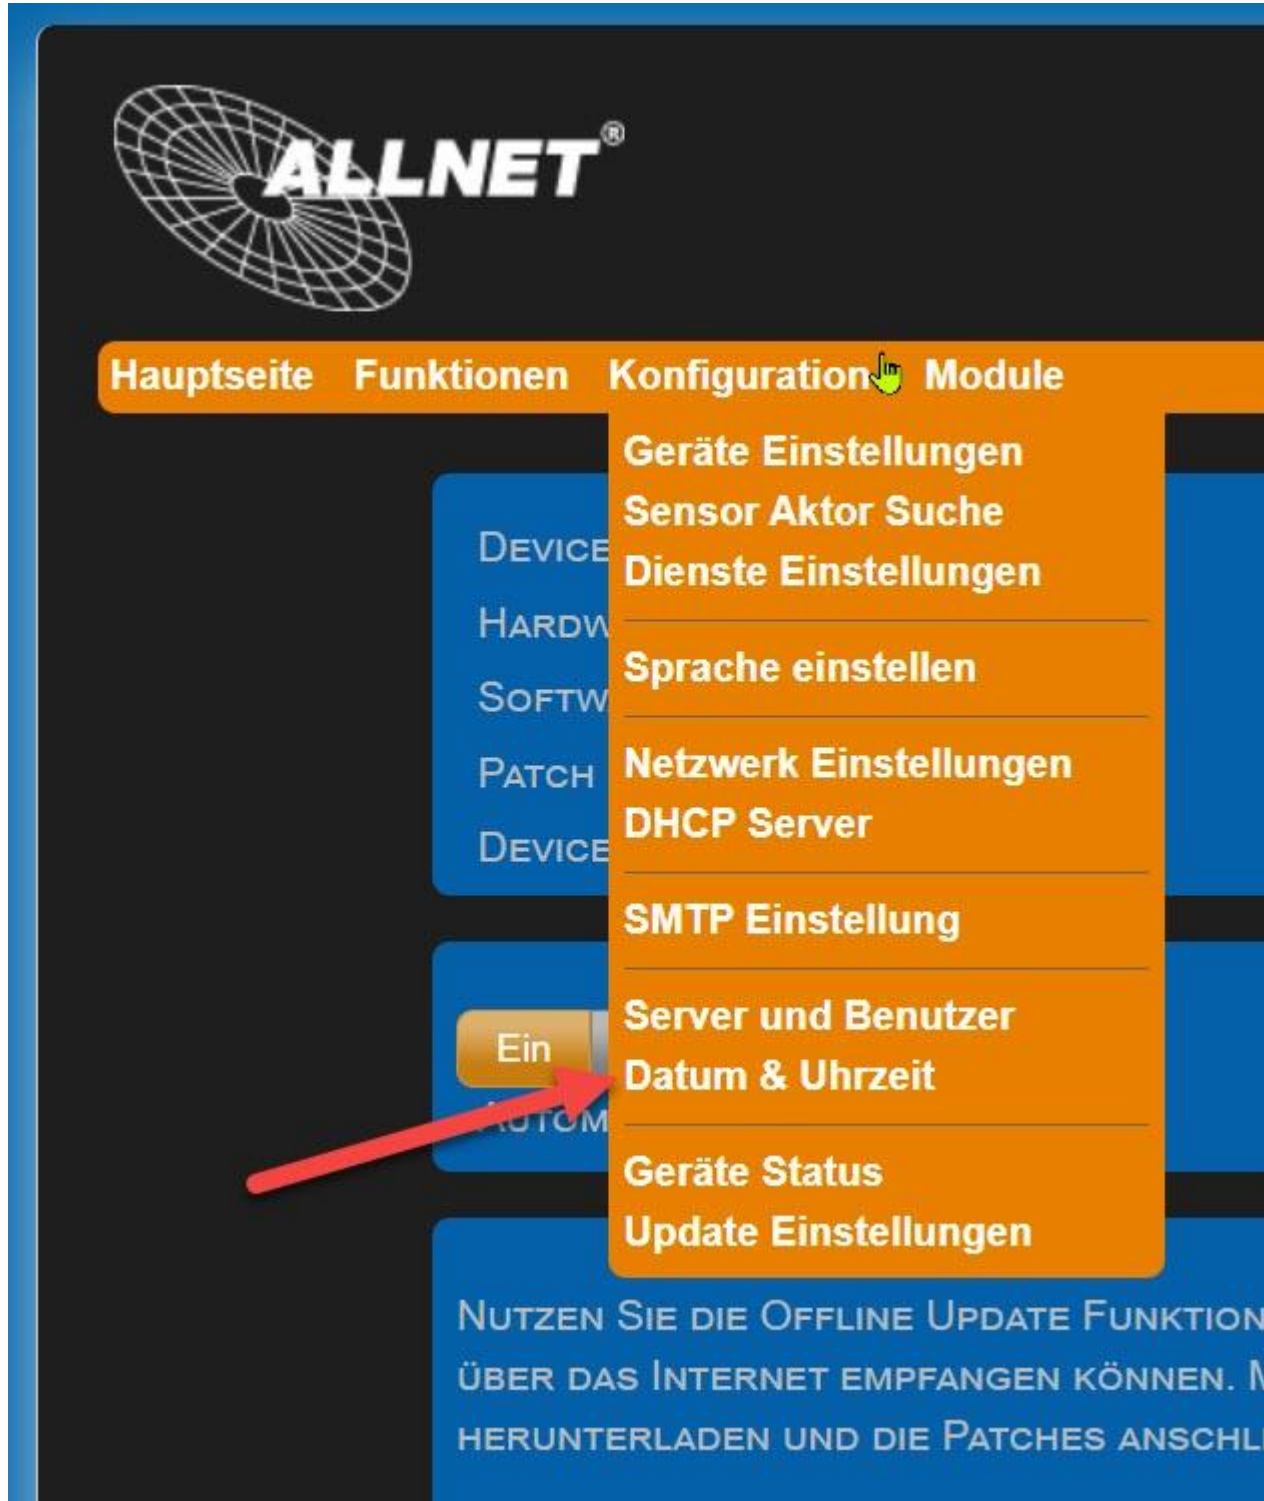 ALLNET®
Hauptseite Funktionen Konfiguration Module
Geräte Einstellungen
Sensor Aktor Suche
DEVICE
Dienste Einstellungen
HARDW
Sprache einstellen
SOFTW
Netzwerk Einstellungen
PATCH
DHCP Server
DEVICE
SMTP Einstellung
Server und Benutzer
Ein
Datum & Uhrzeit
AUTOM
Geräte Status
Update Einstellungen
NUTZEN SIE DIE OFFLINE UPDATE FUNKTION
ÜBER DAS INTERNET EMPFANGEN KÖNNEN. M
HERUNTERLADEN UND DIE PATCHES ANSCHL